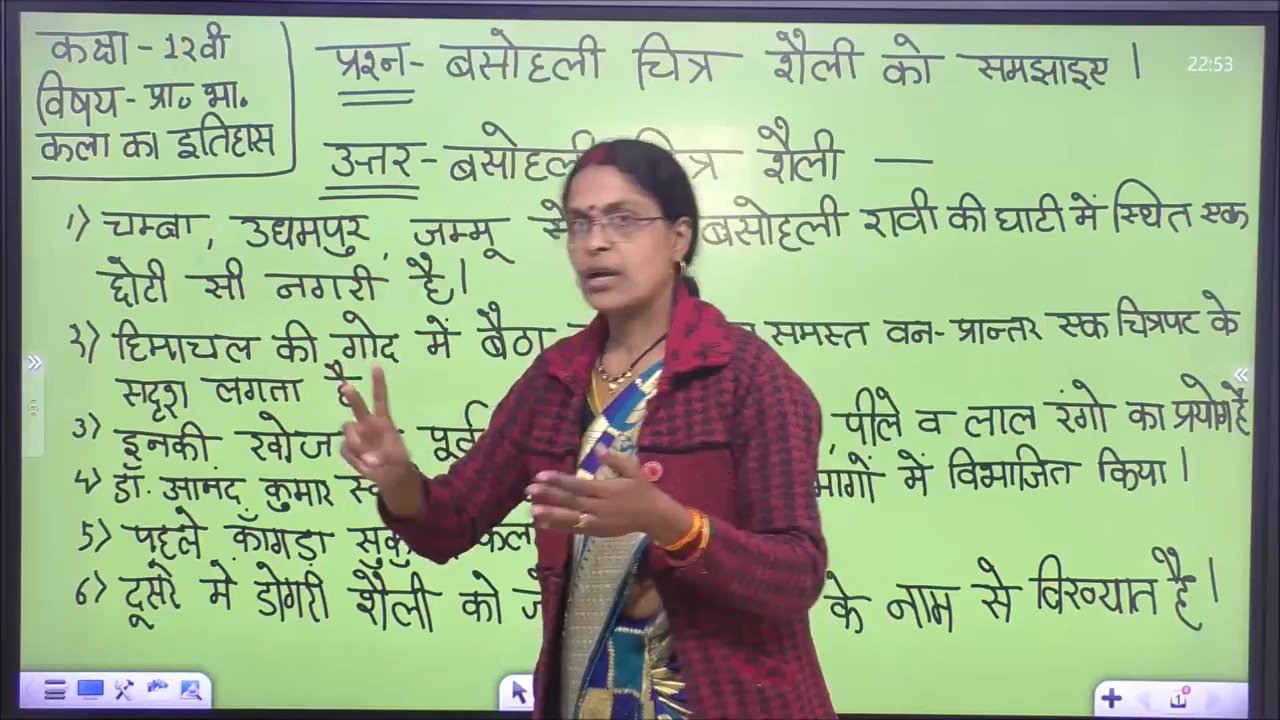 कक्षा - 12वी
विषय - प्रा० भा.
कला का इतिहास
प्रश्न - बसोहली चित्र शैली को समझाइए।
22:53
उत्तर - बसोहली चित्र शैली —
1) चम्बा, उधमपुर, जम्मू से बसोहली रावी की घाटी में स्थित एक
छोटी सी नगरी है।
2) हिमाचल की गोद में बैठा समस्त वन-प्रान्तर एक चित्रपट के
सदृश लगता है
3) इनकी खोज पूर्व पीले व लाल रंगो का प्रयोग है
4) डॉ. आनंद कुमार भागों में विभाजित किया।
5) पहले काँगड़ा
6) दूसरे में डोगरी शैली को के नाम से विख्यात है।